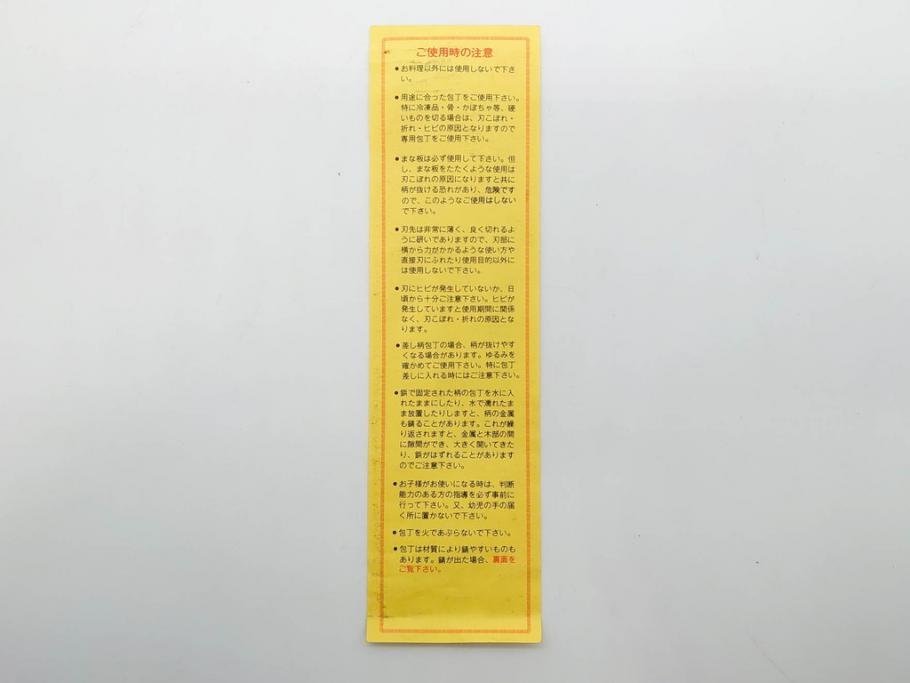 ご使用時の注意
●お料理以外には使用しないで下さ
い。
●用途に合った包丁をご使用下さい。
特に冷凍品・骨・かぼちゃ等、硬
いものを切る場合は、刃こぼれ・
折れ・ヒビの原因となりますので
専用包丁をご使用下さい。
●まな板は必ず使用して下さい。但
し、まな板をたたくような使用は
刃こぼれの原因になりますと共に
柄が抜ける恐れがあり、危険です
ので、このようなご使用はしない
で下さい。
●刃先は非常に薄く、良く切れるよ
うに研いでありますので、刃部に
横から力がかかるような使い方や
直接刃にふれたり使用目的以外に
は使用しないで下さい。
●刃にヒビが発生していないか、日
頃から十分ご注意下さい。ヒビが
発生していますと使用期間に関係
なく、刃こぼれ・折れの原因とな
ります。
●差し柄包丁の場合、柄が抜けやす
くなる場合があります。ゆるみを
確かめてご使用下さい。特に包丁
差しに入れる時にはご注意下さい。
●鋲で固定された柄の包丁を水に入
れたままにしたり、水で濡れたま
ま放置したりしますと、柄の金属
も錆ることがあります。これが繰
り返されますと、金属と木部の間
に隙間ができ、大きく開いてきた
り、鋲がはずれることがあります
のでご注意下さい。
●お子様がお使いになる時は、判断
能力のある方の指導を必ず事前に
行って下さい。又、幼児の手の届
く所に置かないで下さい。
●包丁を火であぶらないで下さい。
●包丁は材質により錆やすいものも
あります。錆が出た場合、裏面を
ご覧下さい。